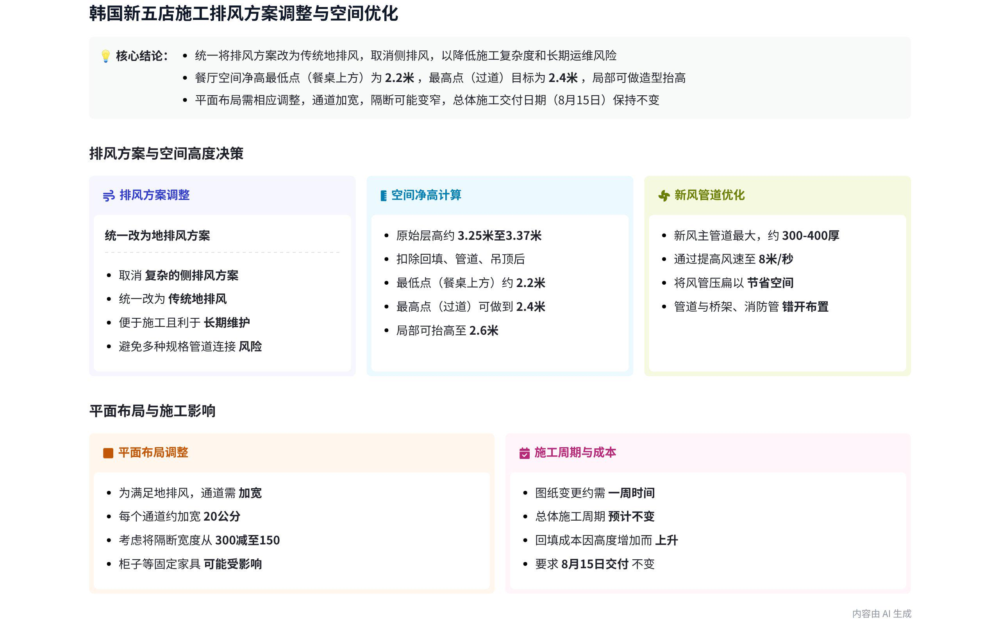 韩国新五店施工排风方案调整与空间优化
💡 核心结论：
• 统一将排风方案改为传统地排风，取消侧排风，以降低施工复杂度和长期运维风险
• 餐厅空间净高最低点（餐桌上方）为 2.2米 ，最高点（过道）目标为 2.4米 ，局部可做造型抬高
• 平面布局需相应调整，通道加宽，隔断可能变窄，总体施工交付日期（8月15日）保持不变
排风方案与空间高度决策
排风方案调整
统一改为地排风方案
• 取消 复杂的侧排风方案
• 统一改为 传统地排风
• 便于施工且利于 长期维护
• 避免多种规格管道连接 风险
空间净高计算
• 原始层高约 3.25米至3.37米
• 扣除回填、管道、吊顶后
• 最低点（餐桌上方）约 2.2米
• 最高点（过道）可做到 2.4米
• 局部可抬高至 2.6米
新风管道优化
• 新风主管道最大，约 300-400厚
• 通过提高风速至 8米/秒
• 将风管压扁以 节省空间
• 管道与桥架、消防管 错开布置
平面布局与施工影响
平面布局调整
• 为满足地排风，通道需 加宽
• 每个通道约加宽 20公分
• 考虑将隔断宽度从 300减至150
• 柜子等固定家具 可能受影响
施工周期与成本
• 图纸变更约需 一周时间
• 总体施工周期 预计不变
• 回填成本因高度增加而 上升
• 要求 8月15日交付 不变
内容由 AI 生成